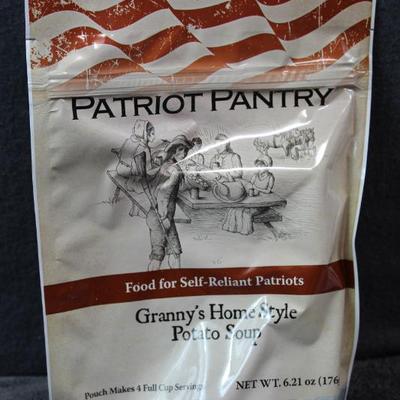 PATRIOT PANTRY
Food for Self-Reliant Patriots
Granny's Home Style
Potato Soup
Pouch Makes 4 Full Cup Servings
NET WT. 6.21 oz (176